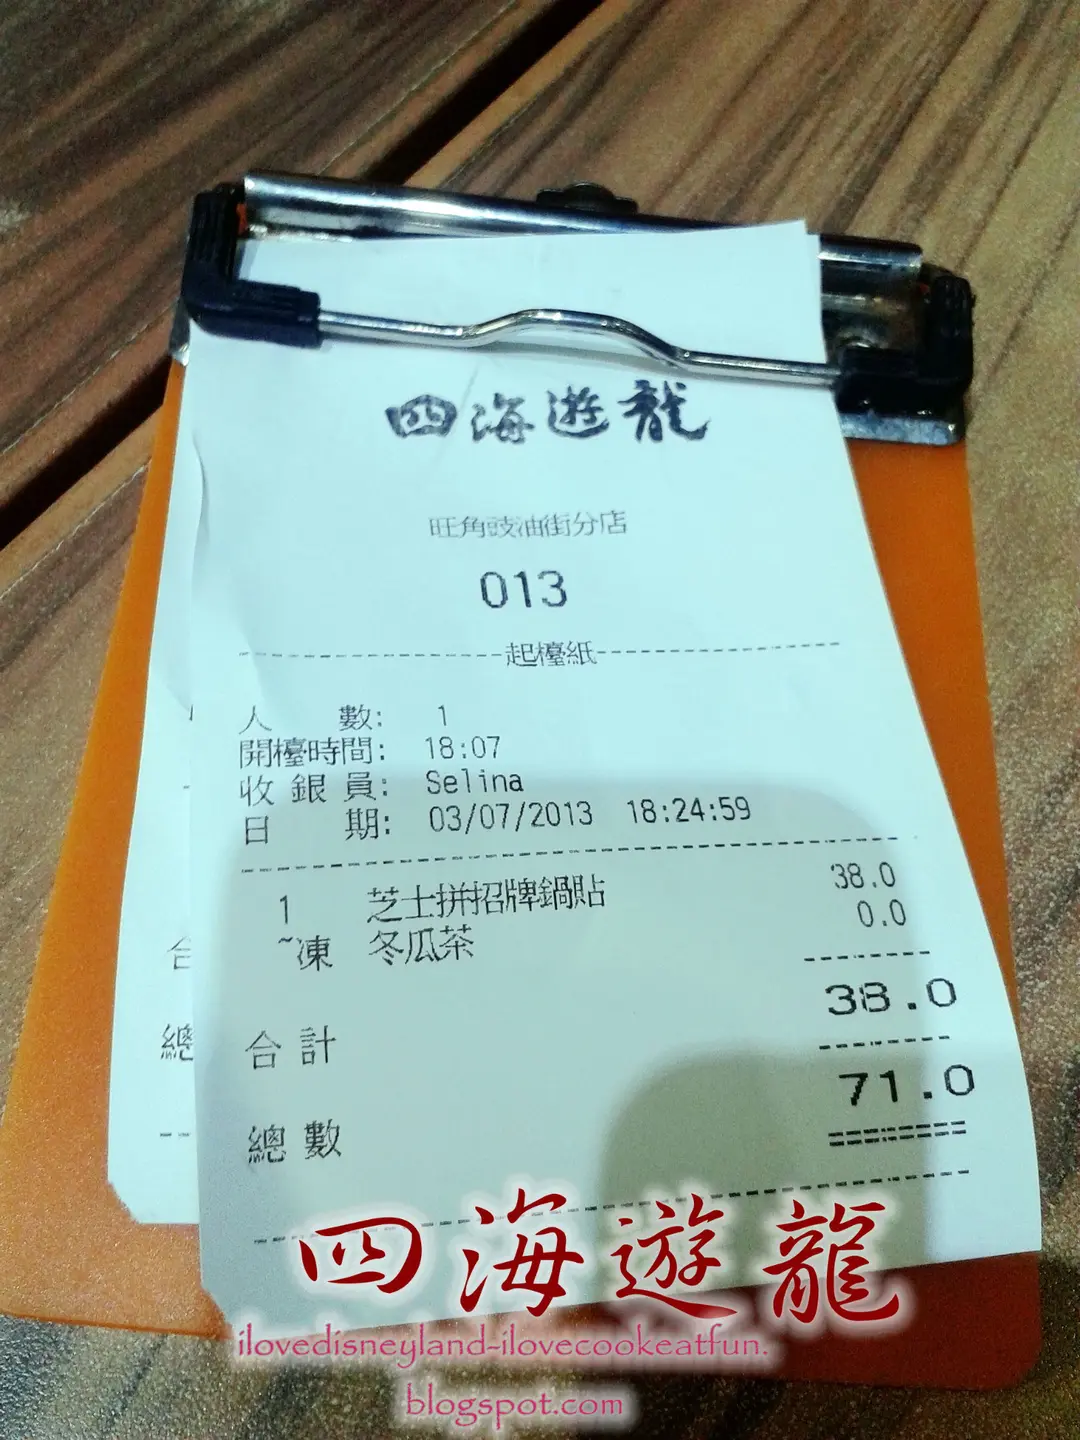 四海遊龍
旺角豉油街分店
013
起檯紙
人 數: 1
開檯時間: 18:07
收銀員: Selina
日 期: 03/07/2013 18:24:59
1 芝士拼招牌鍋貼 38.0
~凍 冬瓜茶 0.0
合計 38.0
總數 71.0
合
總
四海遊龍
ilovedisneyland-ilovecookeatfun.
blogspot.com